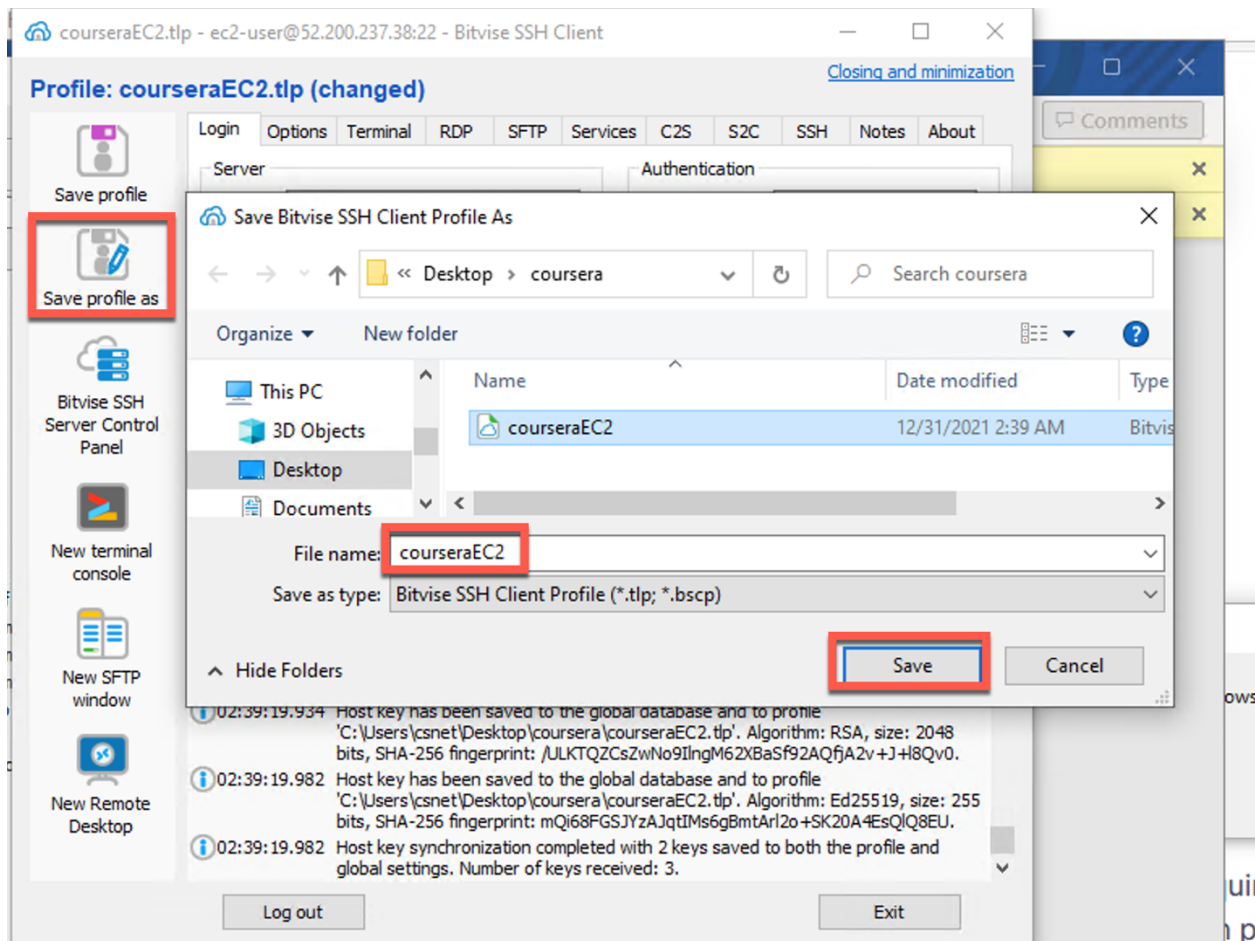 courseraEC2.tlp - ec2-user@52.200.237.38:22 - Bitvise SSH Client
Closing and minimization
Profile: courseraEC2.tlp (changed)
Comments
Login Options Terminal RDP SFTP Services C2S S2C SSH Notes About
Server Authentication
Save profile
Save profile as
Bitvise SSH
Server Control
Panel
New terminal
console
New SFTP
window
New Remote
Desktop
Save Bitvise SSH Client Profile As
« Desktop › coursera
Search coursera
Organize New folder
?
Name Date modified Type
This PC
3D Objects
Desktop
Documents
courseraEC2 12/31/2021 2:39 AM Bitvis
File name: courseraEC2
Save as type: Bitvise SSH Client Profile (*.tlp; *.bscp)
Hide Folders
Save Cancel
02:39:19.934 Host key has been saved to the global database and to profile
'C:\Users\csnet\Desktop\coursera\courseraEC2.tlp'. Algorithm: RSA, size: 2048
bits, SHA-256 fingerprint: /ULKTQZCsZwNo9IlngM62XBaSf92AQfjA2v+J+l8Qv0.
02:39:19.982 Host key has been saved to the global database and to profile
'C:\Users\csnet\Desktop\coursera\courseraEC2.tlp'. Algorithm: Ed25519, size: 255
bits, SHA-256 fingerprint: mQi68FGSJYzAJqtIMs6gBmtArl2o+SK20A4EsQlQ8EU.
02:39:19.982 Host key synchronization completed with 2 keys saved to both the profile and
global settings. Number of keys received: 3.
Log out Exit